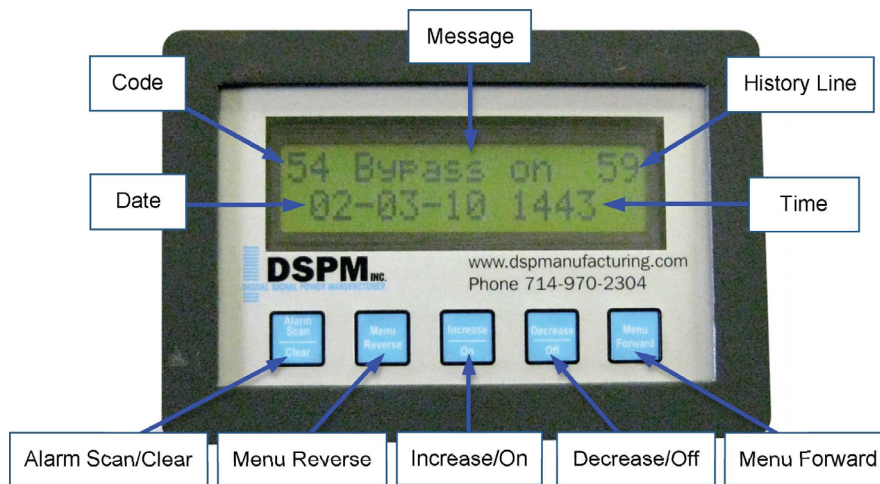 Message
Code
History Line
54 Bypass on 59
Date
02-03-10 1443
Time
DSPM INC.
DIGITAL SIGNAL POWER MANUFACTURER
www.dspmanufacturing.com
Phone 714-970-2304
Alarm
Scan
Clear
Menu
Reverse
Increase
On
Decrease
Off
Menu
Forward
Alarm Scan/Clear
Menu Reverse
Increase/On
Decrease/Off
Menu Forward